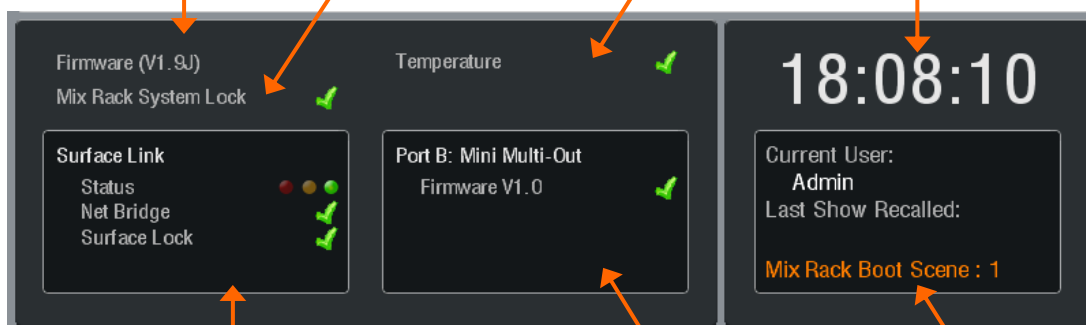 Firmware (V1.9J)
Mix Rack System Lock
Temperature
Surface Link
Status
Net Bridge
Surface Lock
Port B: Mini Multi-Out
Firmware V1.0
18:08:10
Current User:
Admin
Last Show Recalled:
Mix Rack Boot Scene : 1